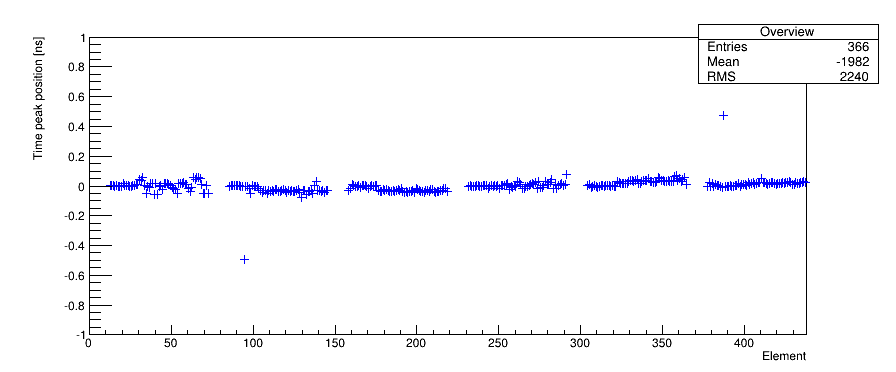 Overview
Entries 366
Mean -1982
RMS 2240
Time peak position [ns]
1
0.8
0.6
0.4
0.2
0
-0.2
-0.4
-0.6
-0.8
-1
0 50 100 150 200 250 300 350 400
Element